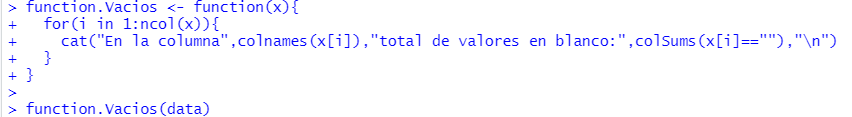 > function.Vacios <- function(x){
+   for(i in 1:ncol(x)){
+     cat("En la columna",colnames(x[i]),"total de valores en blanco:",colSums(x[i]==""),"\n")
+   }
+ }
>
> function.Vacios(data)